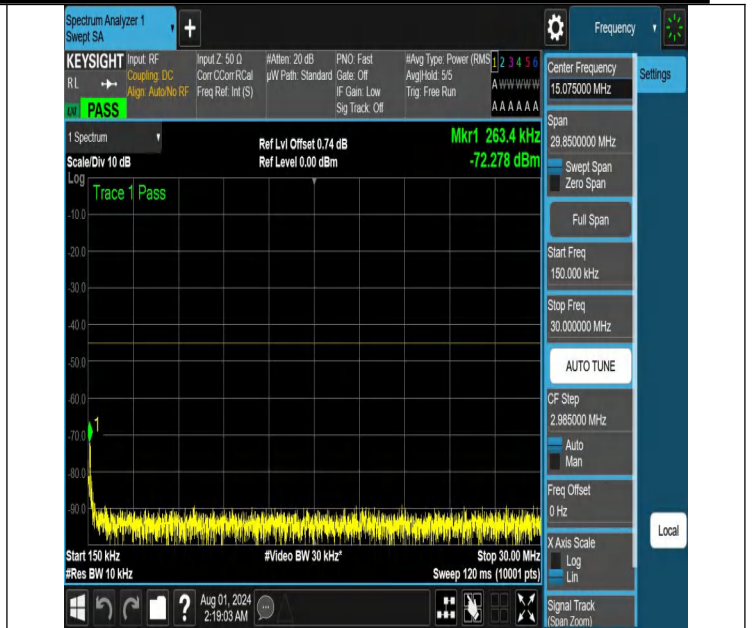 Spectrum Analyzer 1
Swept SA
+
Frequency
KEYSIGHT
RL
PASS
Input: RF
Coupling: DC
Align: Auto/No RF
Input Z: 50 Ω
Corr CCorr RCal
Freq Ref: Int (S)
#Atten: 20 dB
µW Path: Standard
PNO: Fast
Gate: Off
IF Gain: Low
Sig Track: Off
#Avg Type: Power (RMS
Avg|Hold: 5/5
Trig: Free Run
1 2 3 4 5 6
A W W W W W
A A A A A A
1 Spectrum
Scale/Div 10 dB
Ref Lvl Offset 0.74 dB
Ref Level 0.00 dBm
Mkr1 263.4 kHz
-72.278 dBm
Log
Trace 1 Pass
-10.0
-20.0
-30.0
-40.0
-50.0
-60.0
-70.0
-80.0
-90.0
1
Start 150 kHz
#Res BW 10 kHz
#Video BW 30 kHz*
Stop 30.00 MHz
Sweep 120 ms (10001 pts)
Center Frequency
15.075000 MHz
Settings
Span
29.8500000 MHz
Swept Span
Zero Span
Full Span
Start Freq
150.000 kHz
Stop Freq
30.000000 MHz
AUTO TUNE
CF Step
2.985000 MHz
Auto
Man
Freq Offset
0 Hz
X Axis Scale
Log
Lin
Signal Track
(Span Zoom)
Local
?
Aug 01, 2024
2:19:03 AM